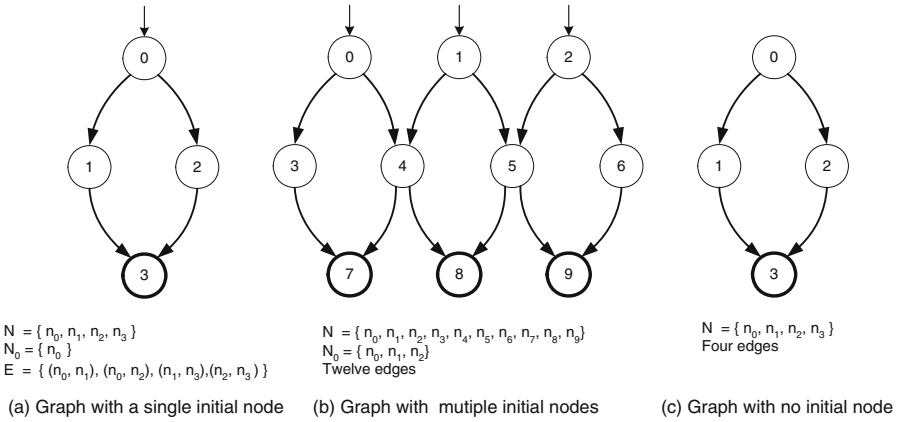 0
0
1
2
0
1
2
3
4
5
6
1
2
3
7
8
9
3
N = { n0, n1, n2, n3 }
N0 = { n0 }
E = { (n0, n1), (n0, n2), (n1, n3),(n2, n3 ) }
(a) Graph with a single initial node
N = { n0, n1, n2, n3, n4, n5, n6, n7, n8, n9}
N0 = { n0, n1, n2}
Twelve edges
(b) Graph with mutiple initial nodes
N = { n0, n1, n2, n3 }
Four edges
(c) Graph with no initial node